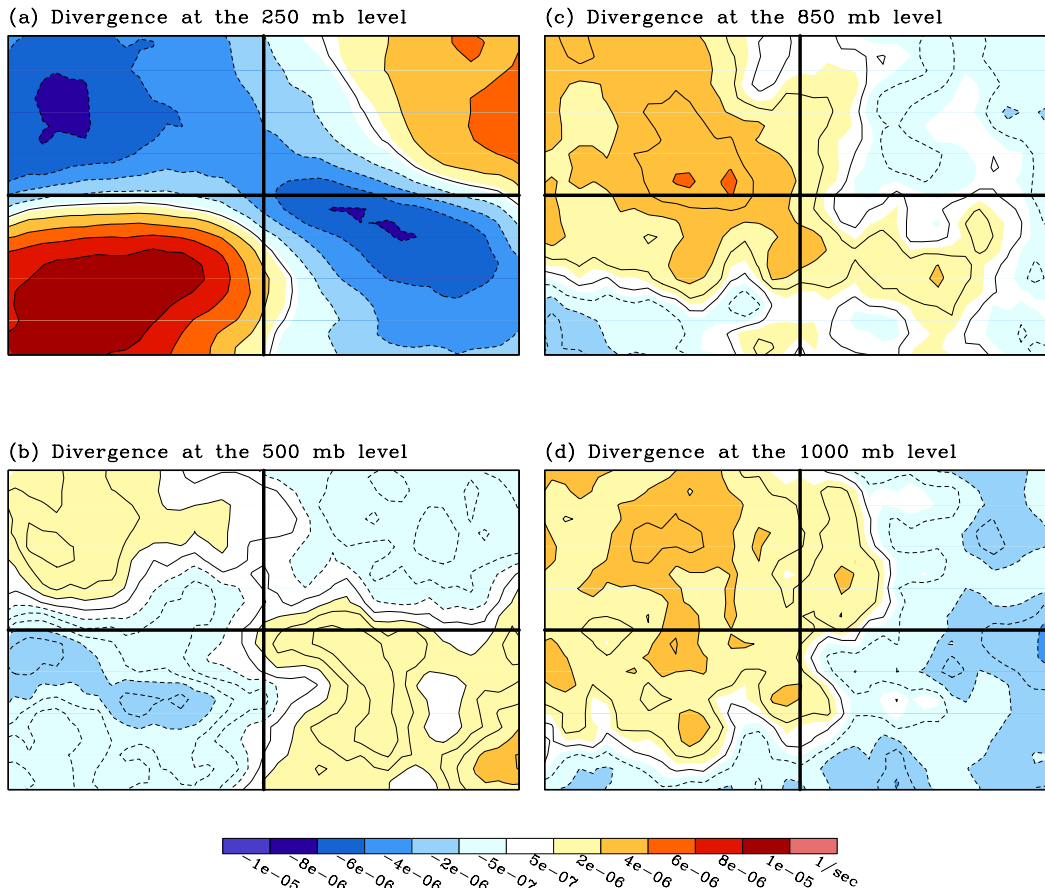 (a) Divergence at the 250 mb level
(c) Divergence at the 850 mb level
(b) Divergence at the 500 mb level
(d) Divergence at the 1000 mb level
-1e-05 -8e-06 -6e-06 -4e-06 -2e-06 -5e-07 5e-07 2e-06 4e-06 6e-06 8e-06 1e-05 1/sec